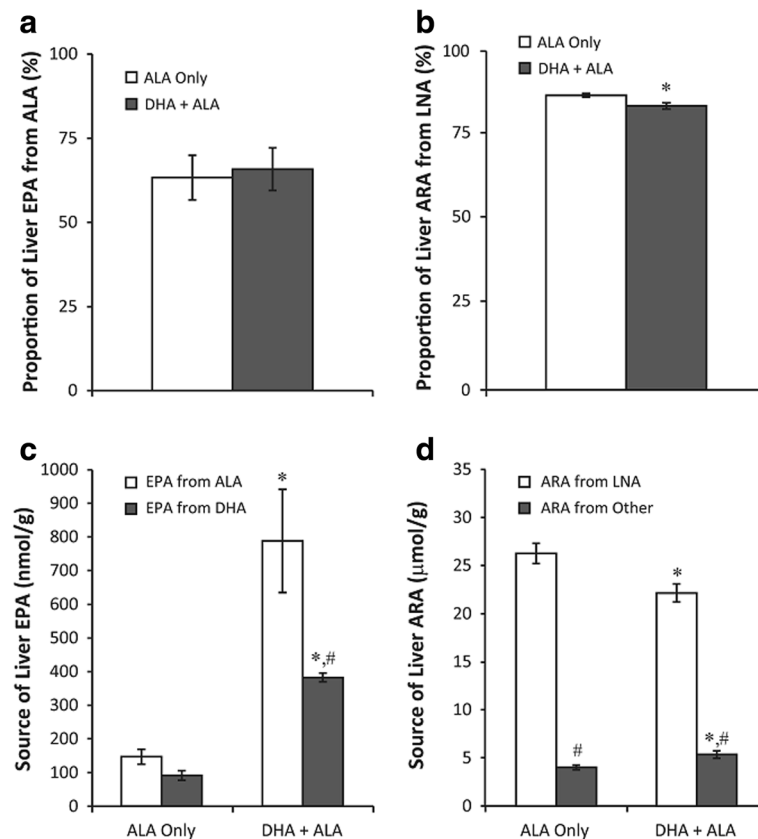 a
Proportion of Liver EPA from ALA (%)
100
75
50
25
0
ALA Only
DHA + ALA
b
Proportion of Liver ARA from LNA (%)
100
75
50
25
0
ALA Only
DHA + ALA
*
c
Source of Liver EPA (nmol/g)
1000
900
800
700
600
500
400
300
200
100
0
EPA from ALA
EPA from DHA
*
*,#
ALA Only
DHA + ALA
d
Source of Liver ARA (μmol/g)
35
30
25
20
15
10
5
0
ARA from LNA
ARA from Other
#
*
*,#
ALA Only
DHA + ALA